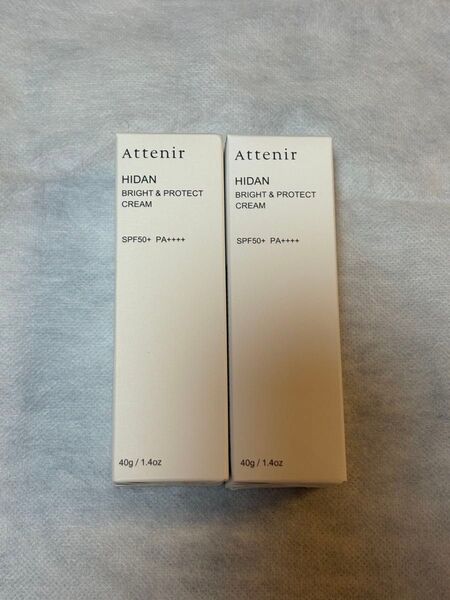 Attenir
HIDAN
BRIGHT & PROTECT
CREAM
SPF50+ PA++++
40g / 1.4oz
Attenir
HIDAN
BRIGHT & PROTECT
CREAM
SPF50+ PA++++
40g / 1.4oz